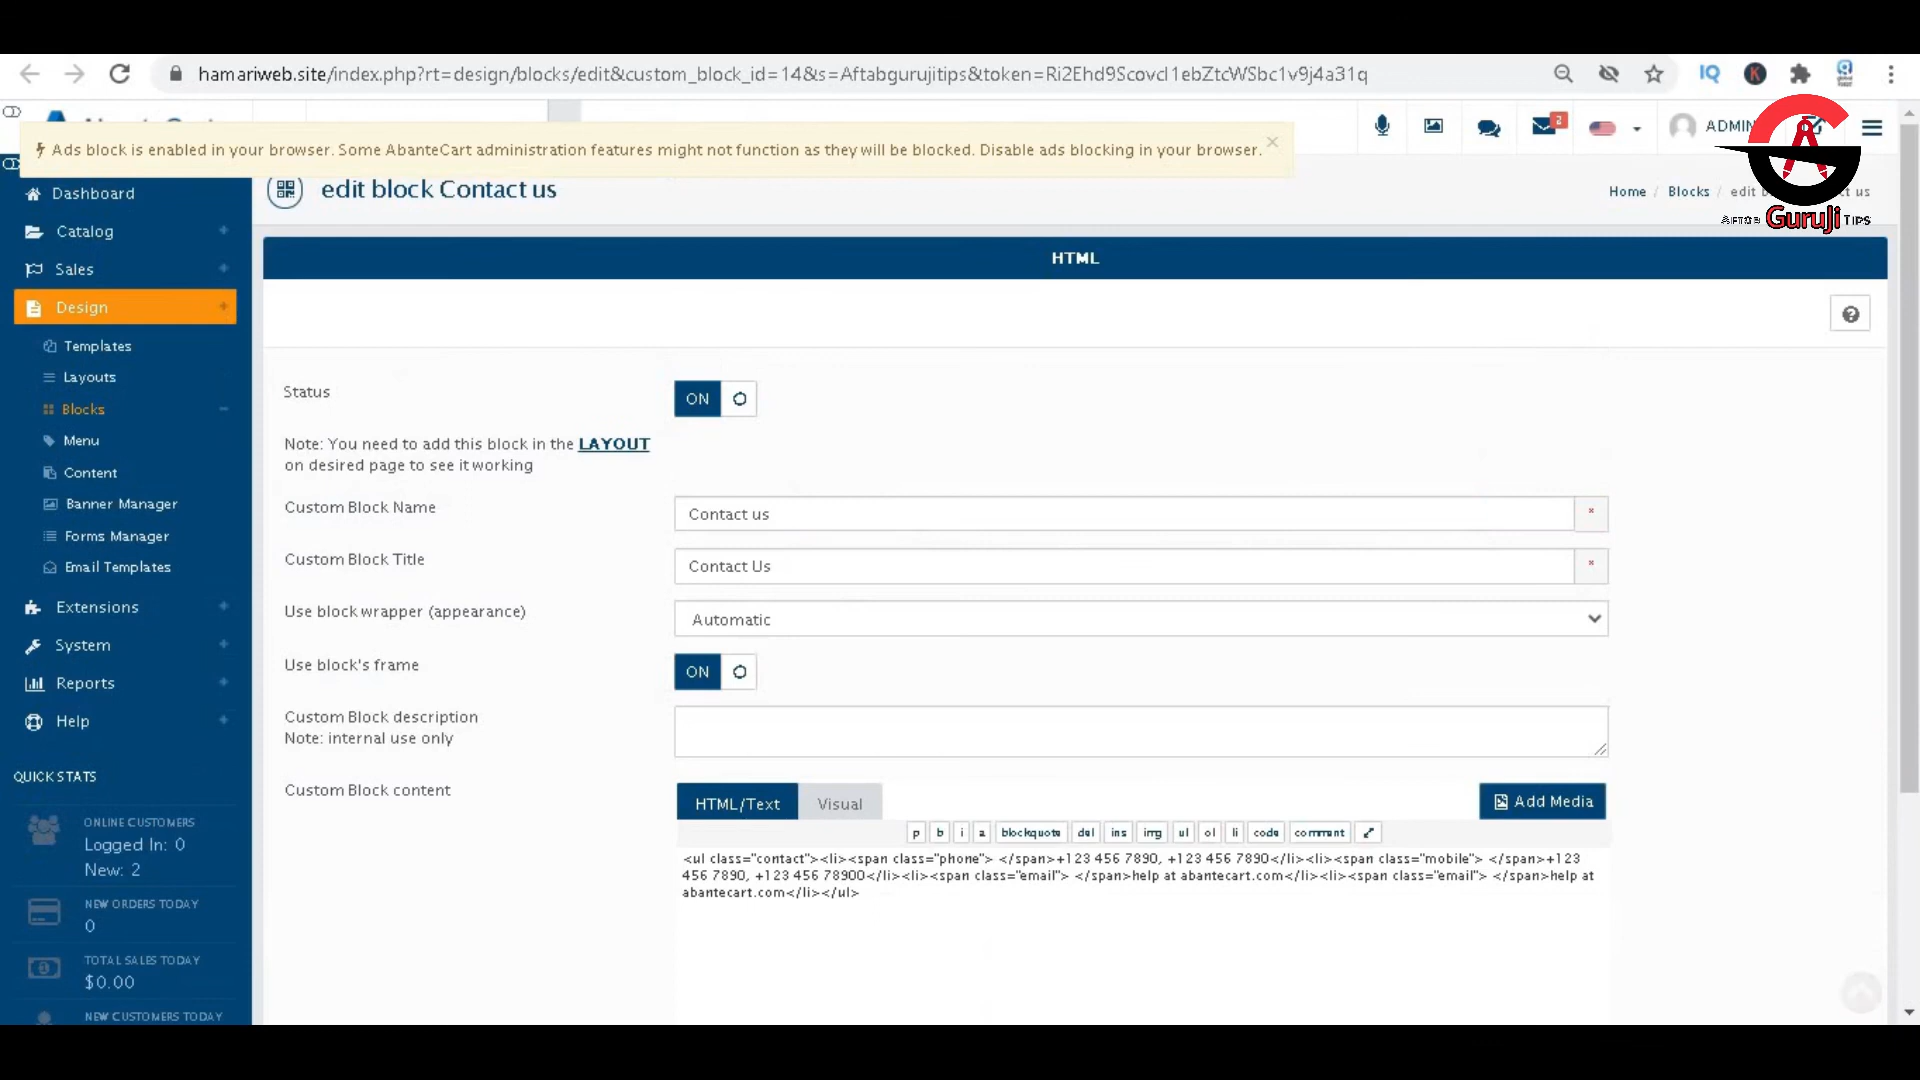 hamariweb.site/index.php?rt=design/blocks/edit&custom_block_id=14&s=Aftabgurujitips&token=Ri2Ehd9Scovcl1ebZtcWSbc1v9j4a31q
IQ
K
Ads block is enabled in your browser. Some AbanteCart administration features might not function as they will be blocked. Disable ads blocking in your browser.
×
2
ADMIN
GuruJi TIPS
Dashboard
edit block Contact us
Home / Blocks / edit
us
Catalog
Sales
HTML
Design
Templates
Layouts
Blocks
Menu
Content
Banner Manager
Forms Manager
Email Templates
Extensions
System
Reports
Help
Status
ON
Note: You need to add this block in the LAYOUT
on desired page to see it working
Custom Block Name
Contact us
*
Custom Block Title
Contact Us
*
Use block wrapper (appearance)
Automatic
Use block's frame
ON
Custom Block description
Note: internal use only
Custom Block content
HTML/Text
Visual
Add Media
p b i a blockquote del ins img ul ol li code comment
<ul class="contact"><li><span class="phone"> </span>+123 456 7890, +123 456 7890</li><li><span class="mobile"> </span>+123
456 7890, +123 456 78900</li><li><span class="email"> </span>help at abantecart.com</li><li><span class="email"> </span>help at
abantecart.com</li></ul>
QUICK STATS
ONLINE CUSTOMERS
Logged In: 0
New: 2
NEW ORDERS TODAY
0
TOTAL SALES TODAY
$0.00
NEW CUSTOMERS TODAY